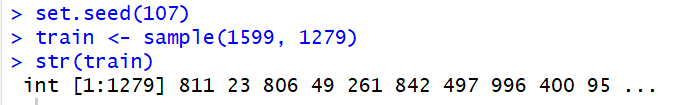 > set.seed(107)
> train <- sample(1599, 1279)
> str(train)
int [1:1279] 811 23 806 49 261 842 497 996 400 95 ...